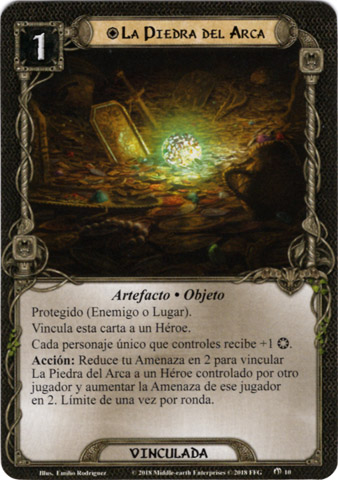 1
La Piedra del Arca
Artefacto • Objeto
Protegido (Enemigo o Lugar).
Vincula esta carta a un Héroe.
Cada personaje único que controles recibe +1
Acción: Reduce tu Amenaza en 2 para vincular
La Piedra del Arca a un Héroe controlado por otro
jugador y aumentar la Amenaza de ese jugador
en 2. Límite de una vez por ronda.
VINCULADA
Illus. Emilio Rodriguez © 2018 Middle-earth Enterprises © 2018 FFG 10